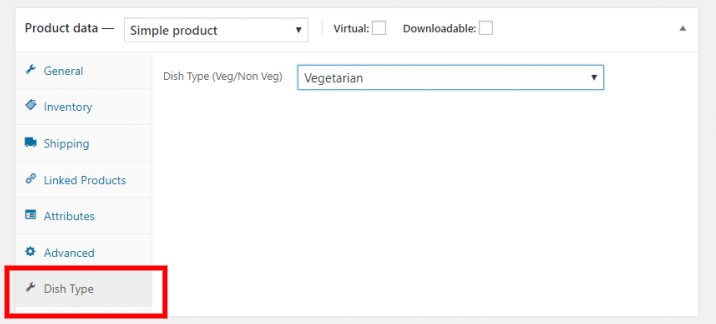 Product data — Simple product Virtual: Downloadable:
General
Dish Type (Veg/Non Veg) Vegetarian
Inventory
Shipping
Linked Products
Attributes
Advanced
Dish Type